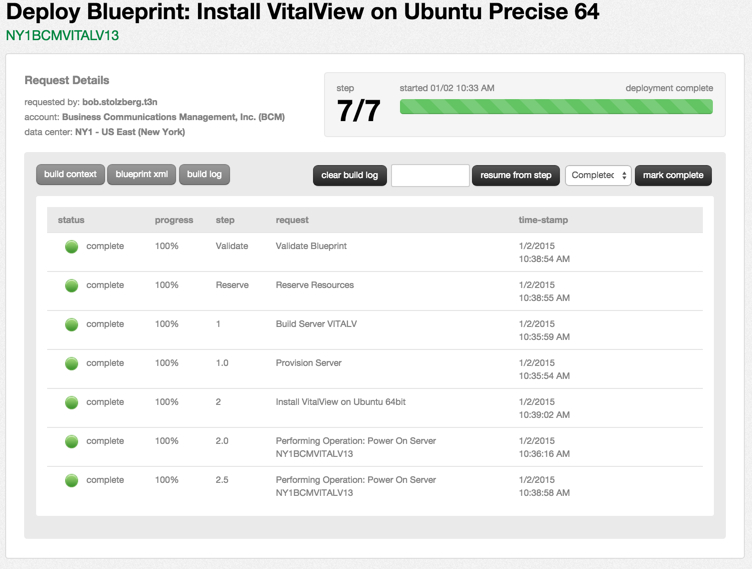 Deploy Blueprint: Install VitalView on Ubuntu Precise 64
NY1BCMVITALV13
Request Details
requested by: bob.stolzberg.t3n
account: Business Communications Management, Inc. (BCM)
data center: NY1 - US East (New York)
step
7/7
started 01/02 10:33 AM
deployment complete
build context
blueprint xml
build log
clear build log
resume from step
Completed
mark complete
status progress step request time-stamp
complete 100% Validate Validate Blueprint 1/2/2015
10:38:54 AM
complete 100% Reserve Reserve Resources 1/2/2015
10:38:55 AM
complete 100% 1 Build Server VITALV 1/2/2015
10:35:59 AM
complete 100% 1.0 Provision Server 1/2/2015
10:35:54 AM
complete 100% 2 Install VitalView on Ubuntu 64bit 1/2/2015
10:39:02 AM
complete 100% 2.0 Performing Operation: Power On Server 1/2/2015
NY1BCMVITALV13 10:36:16 AM
complete 100% 2.5 Performing Operation: Power On Server 1/2/2015
NY1BCMVITALV13 10:38:58 AM